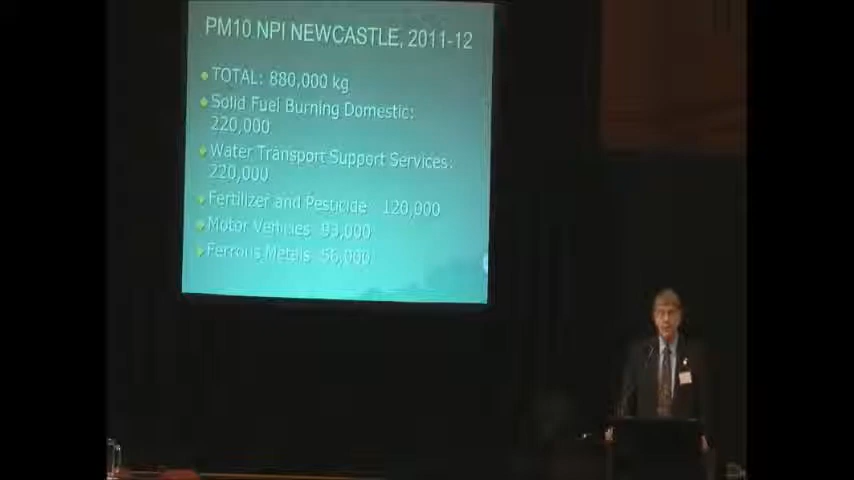 PM10 NPI NEWCASTLE, 2011-12
TOTAL: 880,000 kg
Solid Fuel Burning Domestic:
220,000
Water Transport Support Services:
220,000
Fertilizer and Pesticide 120,000
Motor Vehicles 93,000
Ferrous Metals 56,000